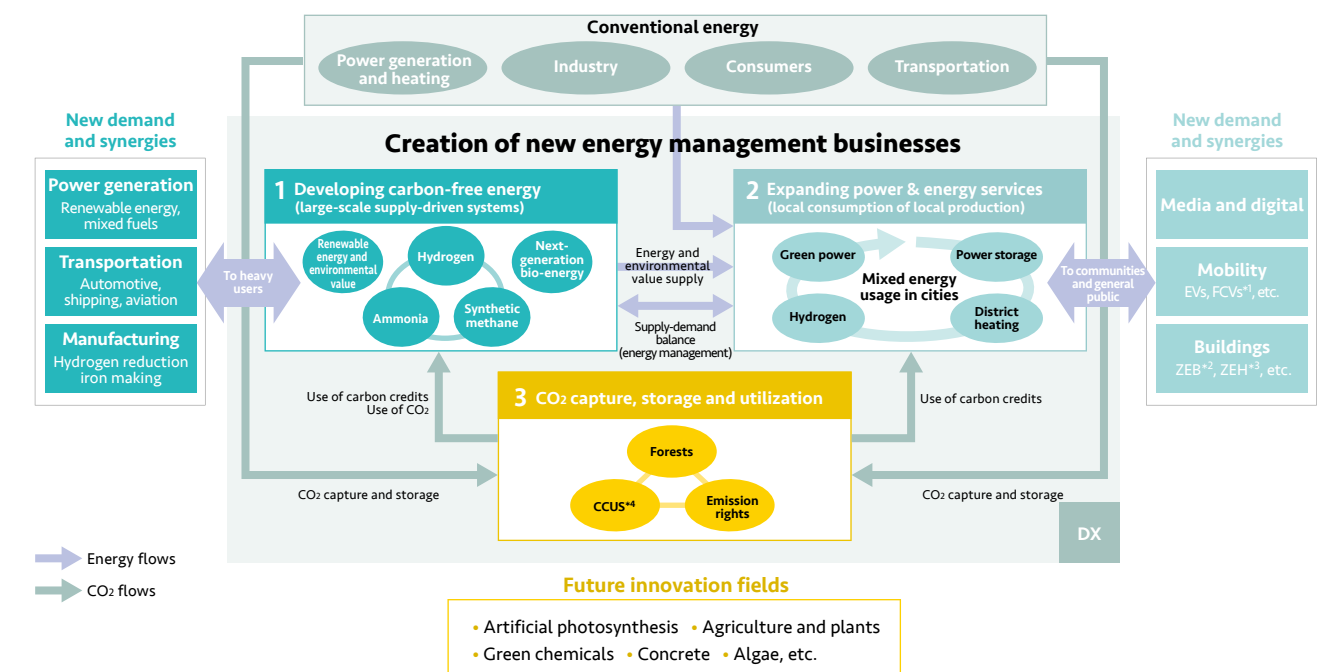 Conventional energy
Power generation
and heating
Industry
Consumers
Transportation
New demand
and synergies
Power generation
Renewable energy,
mixed fuels
Transportation
Automotive,
shipping, aviation
Manufacturing
Hydrogen reduction
iron making
To heavy
users
Creation of new energy management businesses
1 Developing carbon-free energy
(large-scale supply-driven systems)
Renewable
energy and
environmental
value
Hydrogen
Next-
generation
bio-energy
Ammonia
Synthetic
methane
Energy and
environmental
value supply
Supply-demand
balance
(energy management)
2 Expanding power & energy services
(local consumption of local production)
Green power
Power storage
Mixed energy
usage in cities
Hydrogen
District
heating
To communities
and general
public
New demand
and synergies
Media and digital
Mobility
EVs, FCVs*1, etc.
Buildings
ZEB*2, ZEH*3, etc.
Use of carbon credits
Use of CO2
3 CO2 capture, storage and utilization
Forests
CCUS*4
Emission
rights
Use of carbon credits
CO2 capture and storage
CO2 capture and storage
DX
Energy flows
CO2 flows
Future innovation fields
• Artificial photosynthesis • Agriculture and plants
• Green chemicals • Concrete • Algae, etc.